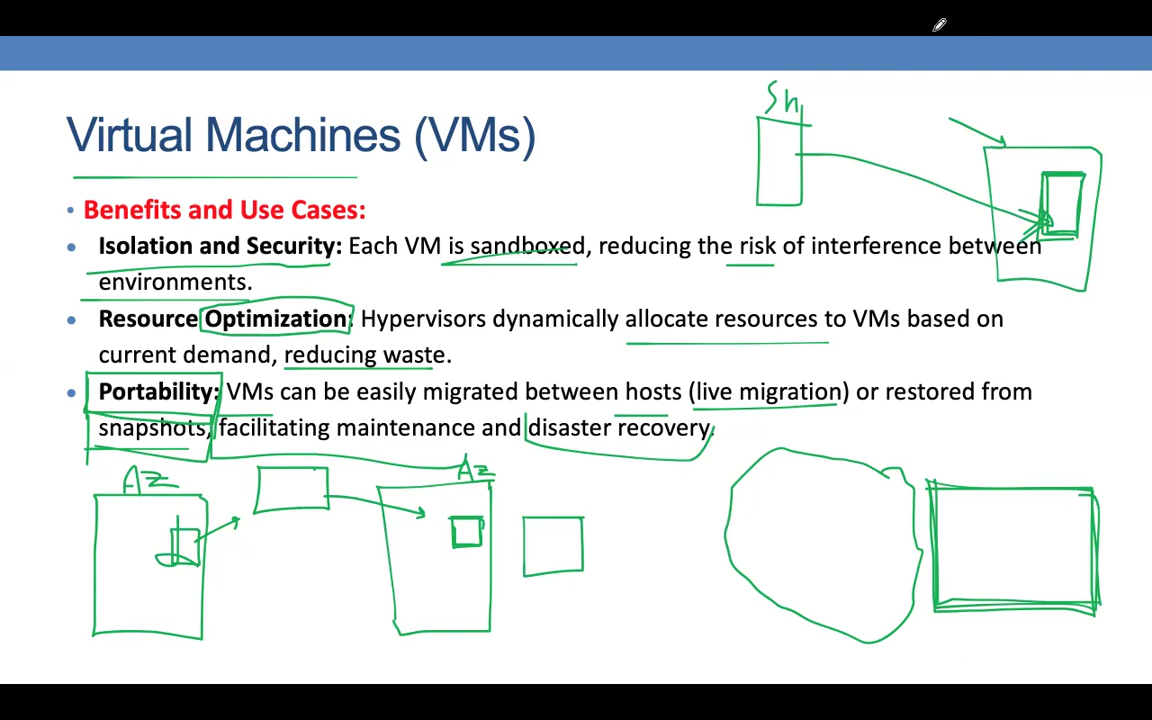 Sh
Virtual Machines (VMs)
• Benefits and Use Cases:
• Isolation and Security: Each VM is sandboxed, reducing the risk of interference between
environments.
• Resource Optimization: Hypervisors dynamically allocate resources to VMs based on
current demand, reducing waste.
• Portability: VMs can be easily migrated between hosts (live migration) or restored from
snapshots, facilitating maintenance and disaster recovery.
AZ AZ